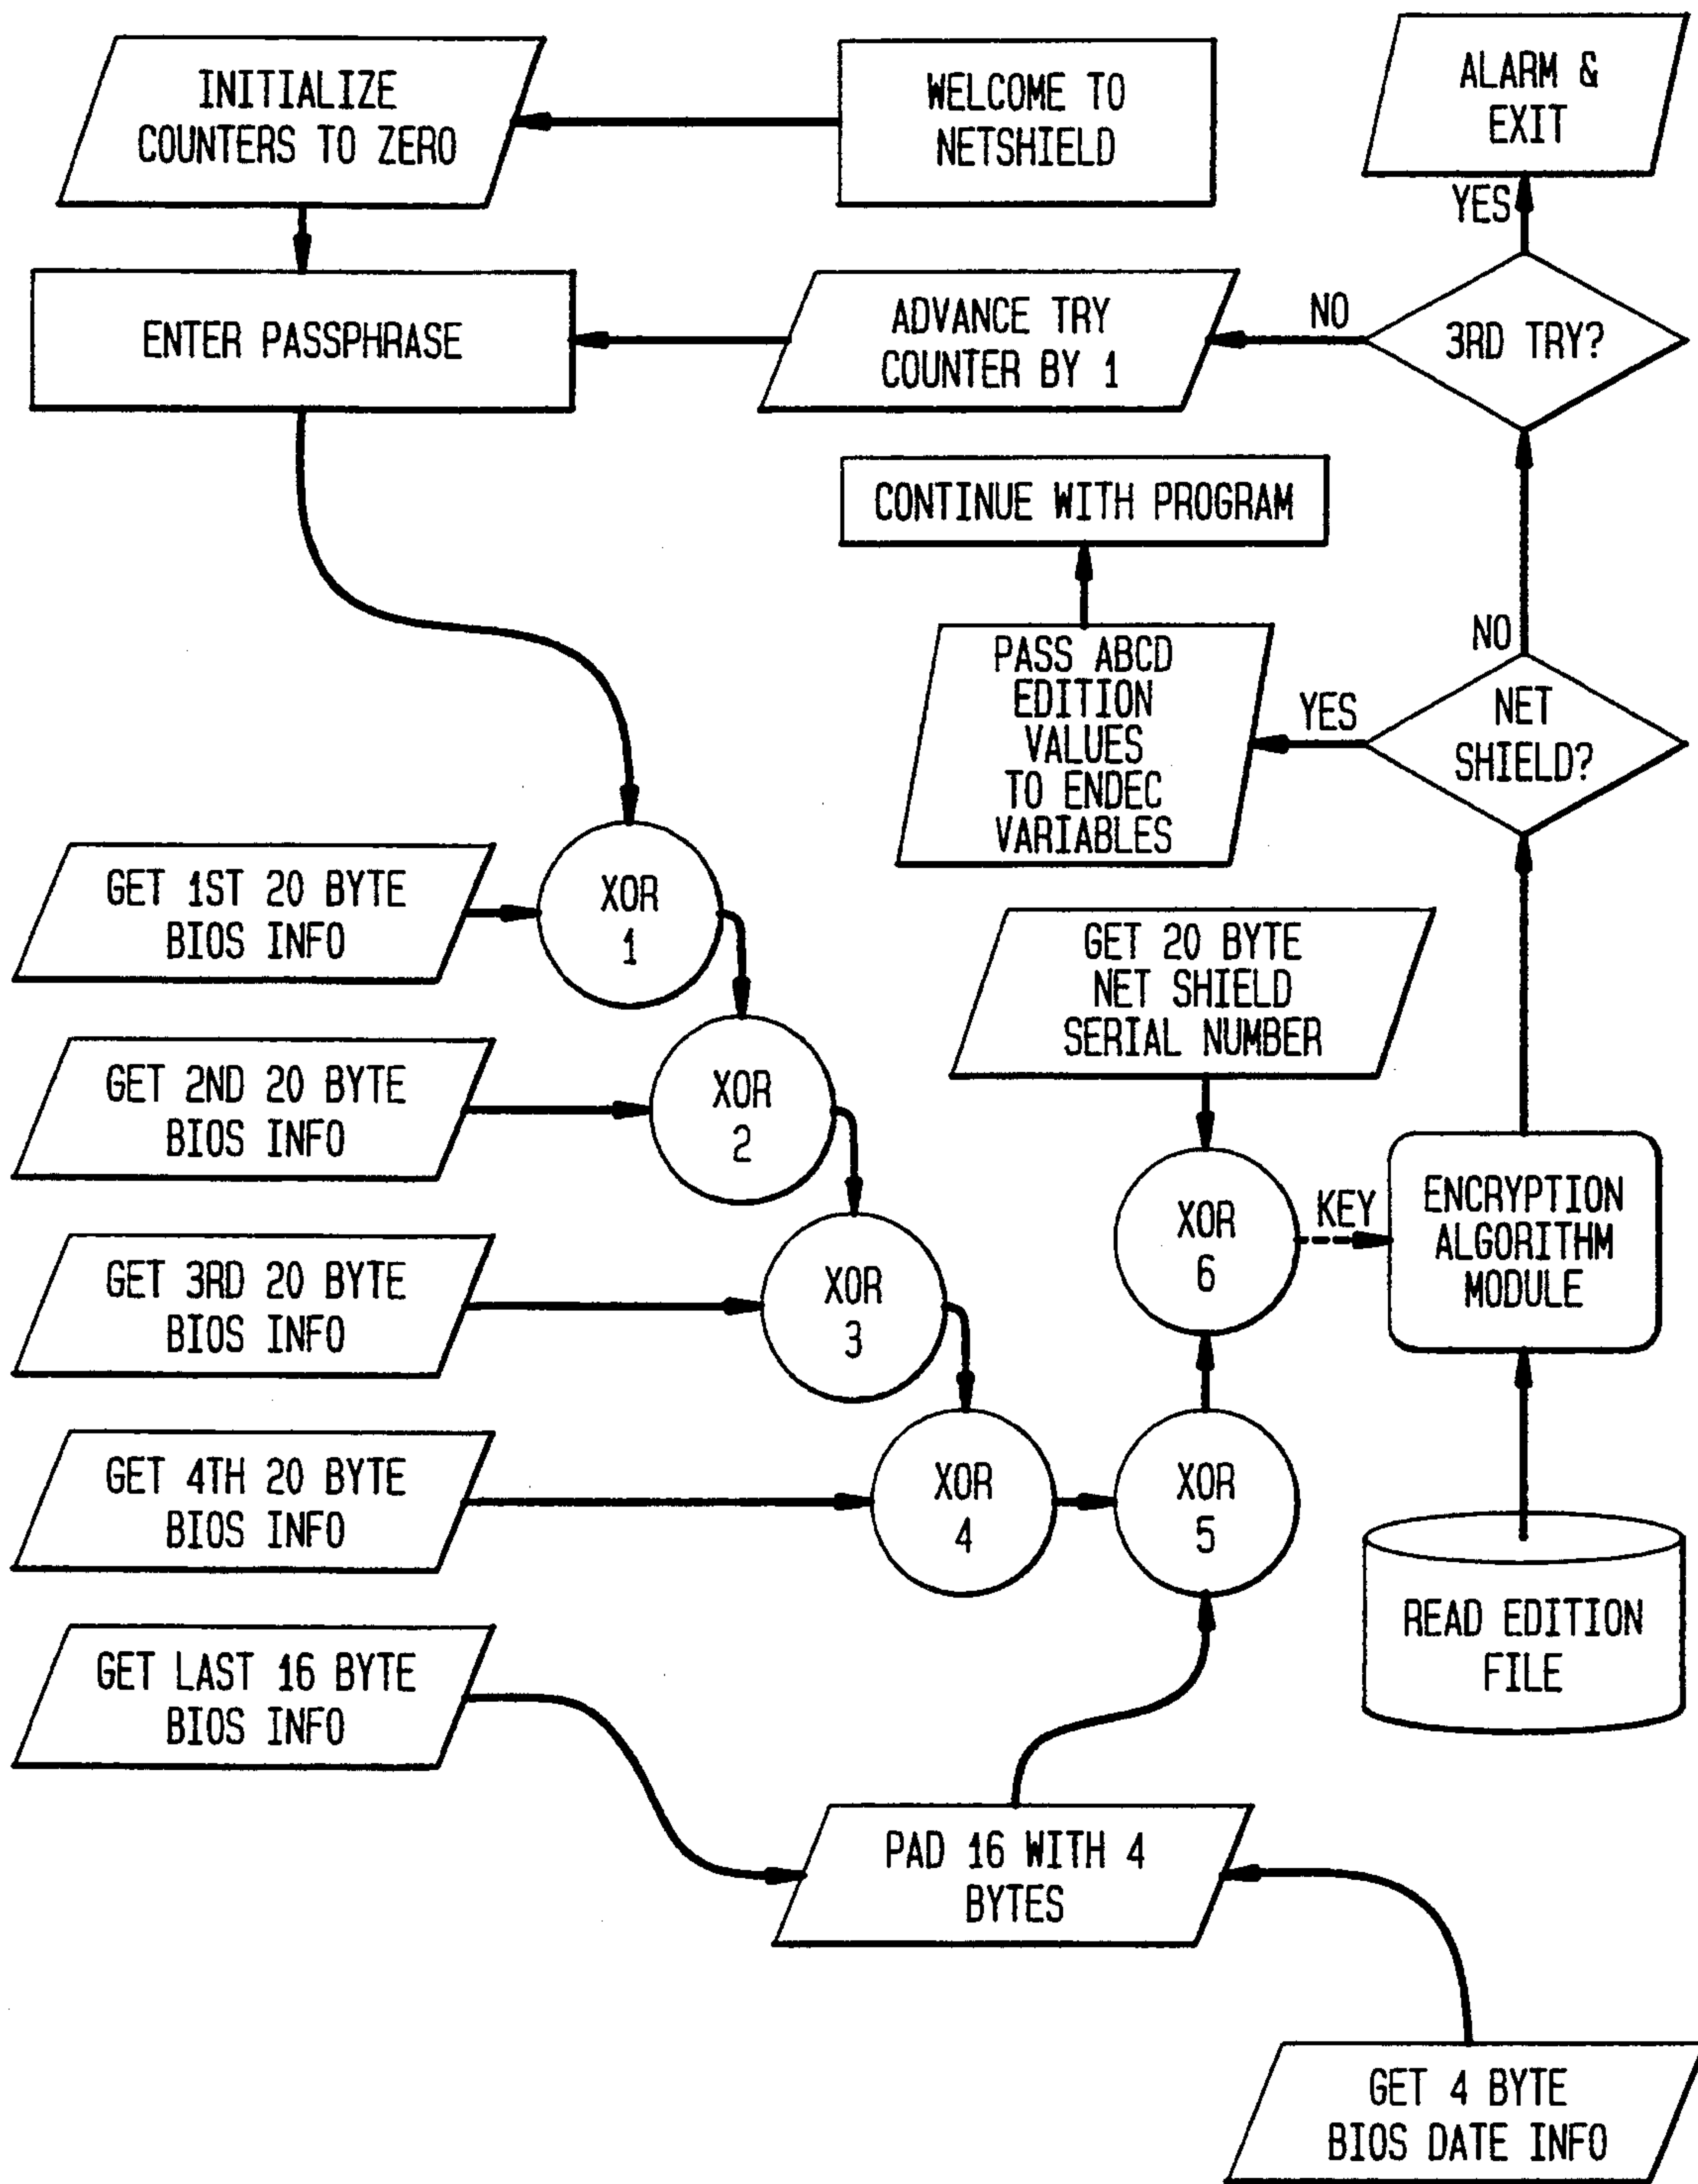 INITIALIZE
COUNTERS TO ZERO
WELCOME TO
NETSHIELD
ALARM &
EXIT
YES
ENTER PASSPHRASE
ADVANCE TRY
COUNTER BY 1
NO
3RD TRY?
CONTINUE WITH PROGRAM
NO
PASS ABCD
EDITION
VALUES
TO ENDEC
VARIABLES
YES
NET
SHIELD?
GET 1ST 20 BYTE
BIOS INFO
XOR
1
GET 20 BYTE
NET SHIELD
SERIAL NUMBER
GET 2ND 20 BYTE
BIOS INFO
XOR
2
XOR
6
KEY
ENCRYPTION
ALGORITHM
MODULE
GET 3RD 20 BYTE
BIOS INFO
XOR
3
GET 4TH 20 BYTE
BIOS INFO
XOR
4
XOR
5
READ EDITION
FILE
GET LAST 16 BYTE
BIOS INFO
PAD 16 WITH 4
BYTES
GET 4 BYTE
BIOS DATE INFO